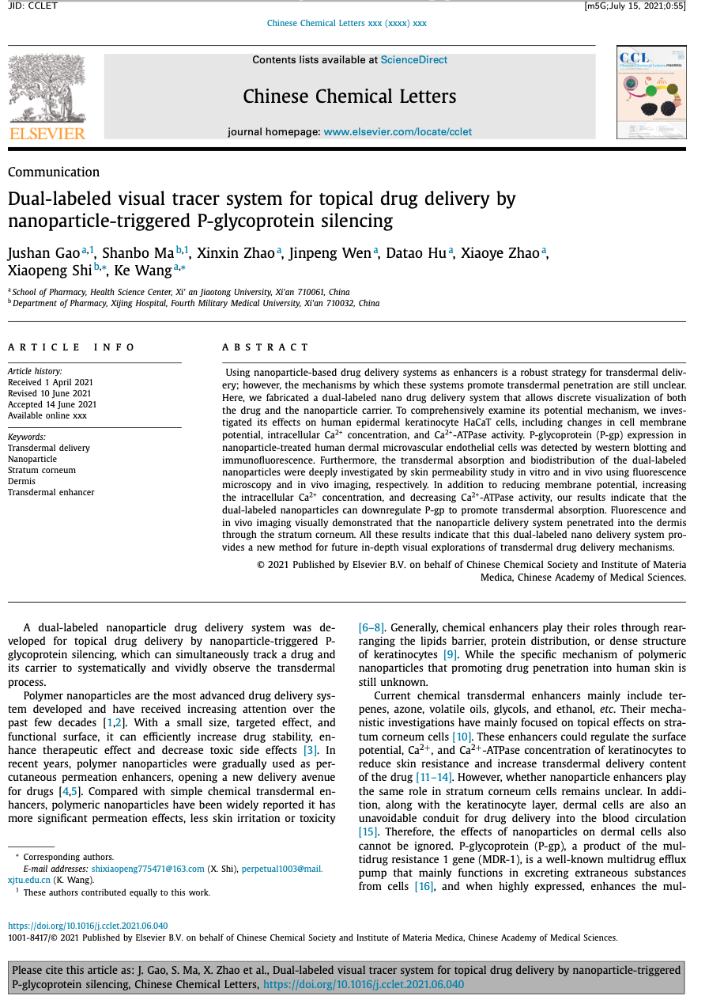 JID: CCLET
[m5G;July 15, 2021;0:55]
Chinese Chemical Letters xxx (xxxx) xxx
Contents lists available at ScienceDirect
Chinese Chemical Letters
journal homepage: www.elsevier.com/locate/cclet
ELSEVIER
CCL
Communication
Dual-labeled visual tracer system for topical drug delivery by
nanoparticle-triggered P-glycoprotein silencing
Jushan Gao a,1, Shanbo Ma b,1, Xinxin Zhao a, Jinpeng Wen a, Datao Hu a, Xiaoye Zhao a,
Xiaopeng Shi b,*, Ke Wang a,*
a School of Pharmacy, Health Science Center, Xi' an Jiaotong University, Xi'an 710061, China
b Department of Pharmacy, Xijing Hospital, Fourth Military Medical University, Xi'an 710032, China
ARTICLE INFO
Article history:
Received 1 April 2021
Revised 10 June 2021
Accepted 14 June 2021
Available online xxx
Keywords:
Transdermal delivery
Nanoparticle
Stratum corneum
Dermis
Transdermal enhancer
ABSTRACT
Using nanoparticle-based drug delivery systems as enhancers is a robust strategy for transdermal deliv-
ery; however, the mechanisms by which these systems promote transdermal penetration are still unclear.
Here, we fabricated a dual-labeled nano drug delivery system that allows discrete visualization of both
the drug and the nanoparticle carrier. To comprehensively examine its potential mechanism, we inves-
tigated its effects on human epidermal keratinocyte HaCaT cells, including changes in cell membrane
potential, intracellular Ca2+ concentration, and Ca2+-ATPase activity. P-glycoprotein (P-gp) expression in
nanoparticle-treated human dermal microvascular endothelial cells was detected by western blotting and
immunofluorescence. Furthermore, the transdermal absorption and biodistribution of the dual-labeled
nanoparticles were deeply investigated by skin permeability study in vitro and in vivo using fluorescence
microscopy and in vivo imaging, respectively. In addition to reducing membrane potential, increasing
the intracellular Ca2+ concentration, and decreasing Ca2+-ATPase activity, our results indicate that the
dual-labeled nanoparticles can downregulate P-gp to promote transdermal absorption. Fluorescence and
in vivo imaging visually demonstrated that the nanoparticle delivery system penetrated into the dermis
through the stratum corneum. All these results indicate that this dual-labeled nano delivery system pro-
vides a new method for future in-depth visual explorations of transdermal drug delivery mechanisms.
© 2021 Published by Elsevier B.V. on behalf of Chinese Chemical Society and Institute of Materia
Medica, Chinese Academy of Medical Sciences.
A dual-labeled nanoparticle drug delivery system was de-
veloped for topical drug delivery by nanoparticle-triggered P-
glycoprotein silencing, which can simultaneously track a drug and
its carrier to systematically and vividly observe the transdermal
process.
Polymer nanoparticles are the most advanced drug delivery sys-
tem developed and have received increasing attention over the
past few decades [1,2]. With a small size, targeted effect, and
functional surface, it can efficiently increase drug stability, en-
hance therapeutic effect and decrease toxic side effects [3]. In
recent years, polymer nanoparticles were gradually used as per-
cutaneous permeation enhancers, opening a new delivery avenue
for drugs [4,5]. Compared with simple chemical transdermal en-
hancers, polymeric nanoparticles have been widely reported it has
more significant permeation effects, less skin irritation or toxicity
* Corresponding authors.
E-mail addresses: shixiaopeng775471@163.com (X. Shi), perpetual1003@mail.
xjtu.edu.cn (K. Wang).
1 These authors contributed equally to this work.
[6–8]. Generally, chemical enhancers play their roles through rear-
ranging the lipids barrier, protein distribution, or dense structure
of keratinocytes [9]. While the specific mechanism of polymeric
nanoparticles that promoting drug penetration into human skin is
still unknown.
Current chemical transdermal enhancers mainly include ter-
penes, azone, volatile oils, glycols, and ethanol, etc. Their mecha-
nistic investigations have mainly focused on topical effects on stra-
tum corneum cells [10]. These enhancers could regulate the surface
potential, Ca2+, and Ca2+-ATPase concentration of keratinocytes to
reduce skin resistance and increase transdermal delivery content
of the drug [11–14]. However, whether nanoparticle enhancers play
the same role in stratum corneum cells remains unclear. In addi-
tion, along with the keratinocyte layer, dermal cells are also an
unavoidable conduit for drug delivery into the blood circulation
[15]. Therefore, the effects of nanoparticles on dermal cells also
cannot be ignored. P-glycoprotein (P-gp), a product of the mul-
tidrug resistance 1 gene (MDR-1), is a well-known multidrug efflux
pump that mainly functions in excreting extraneous substances
from cells [16], and when highly expressed, enhances the mul-
https://doi.org/10.1016/j.cclet.2021.06.040
1001-8417/© 2021 Published by Elsevier B.V. on behalf of Chinese Chemical Society and Institute of Materia Medica, Chinese Academy of Medical Sciences.
Please cite this article as: J. Gao, S. Ma, X. Zhao et al., Dual-labeled visual tracer system for topical drug delivery by nanoparticle-triggered
P-glycoprotein silencing, Chinese Chemical Letters, https://doi.org/10.1016/j.cclet.2021.06.040